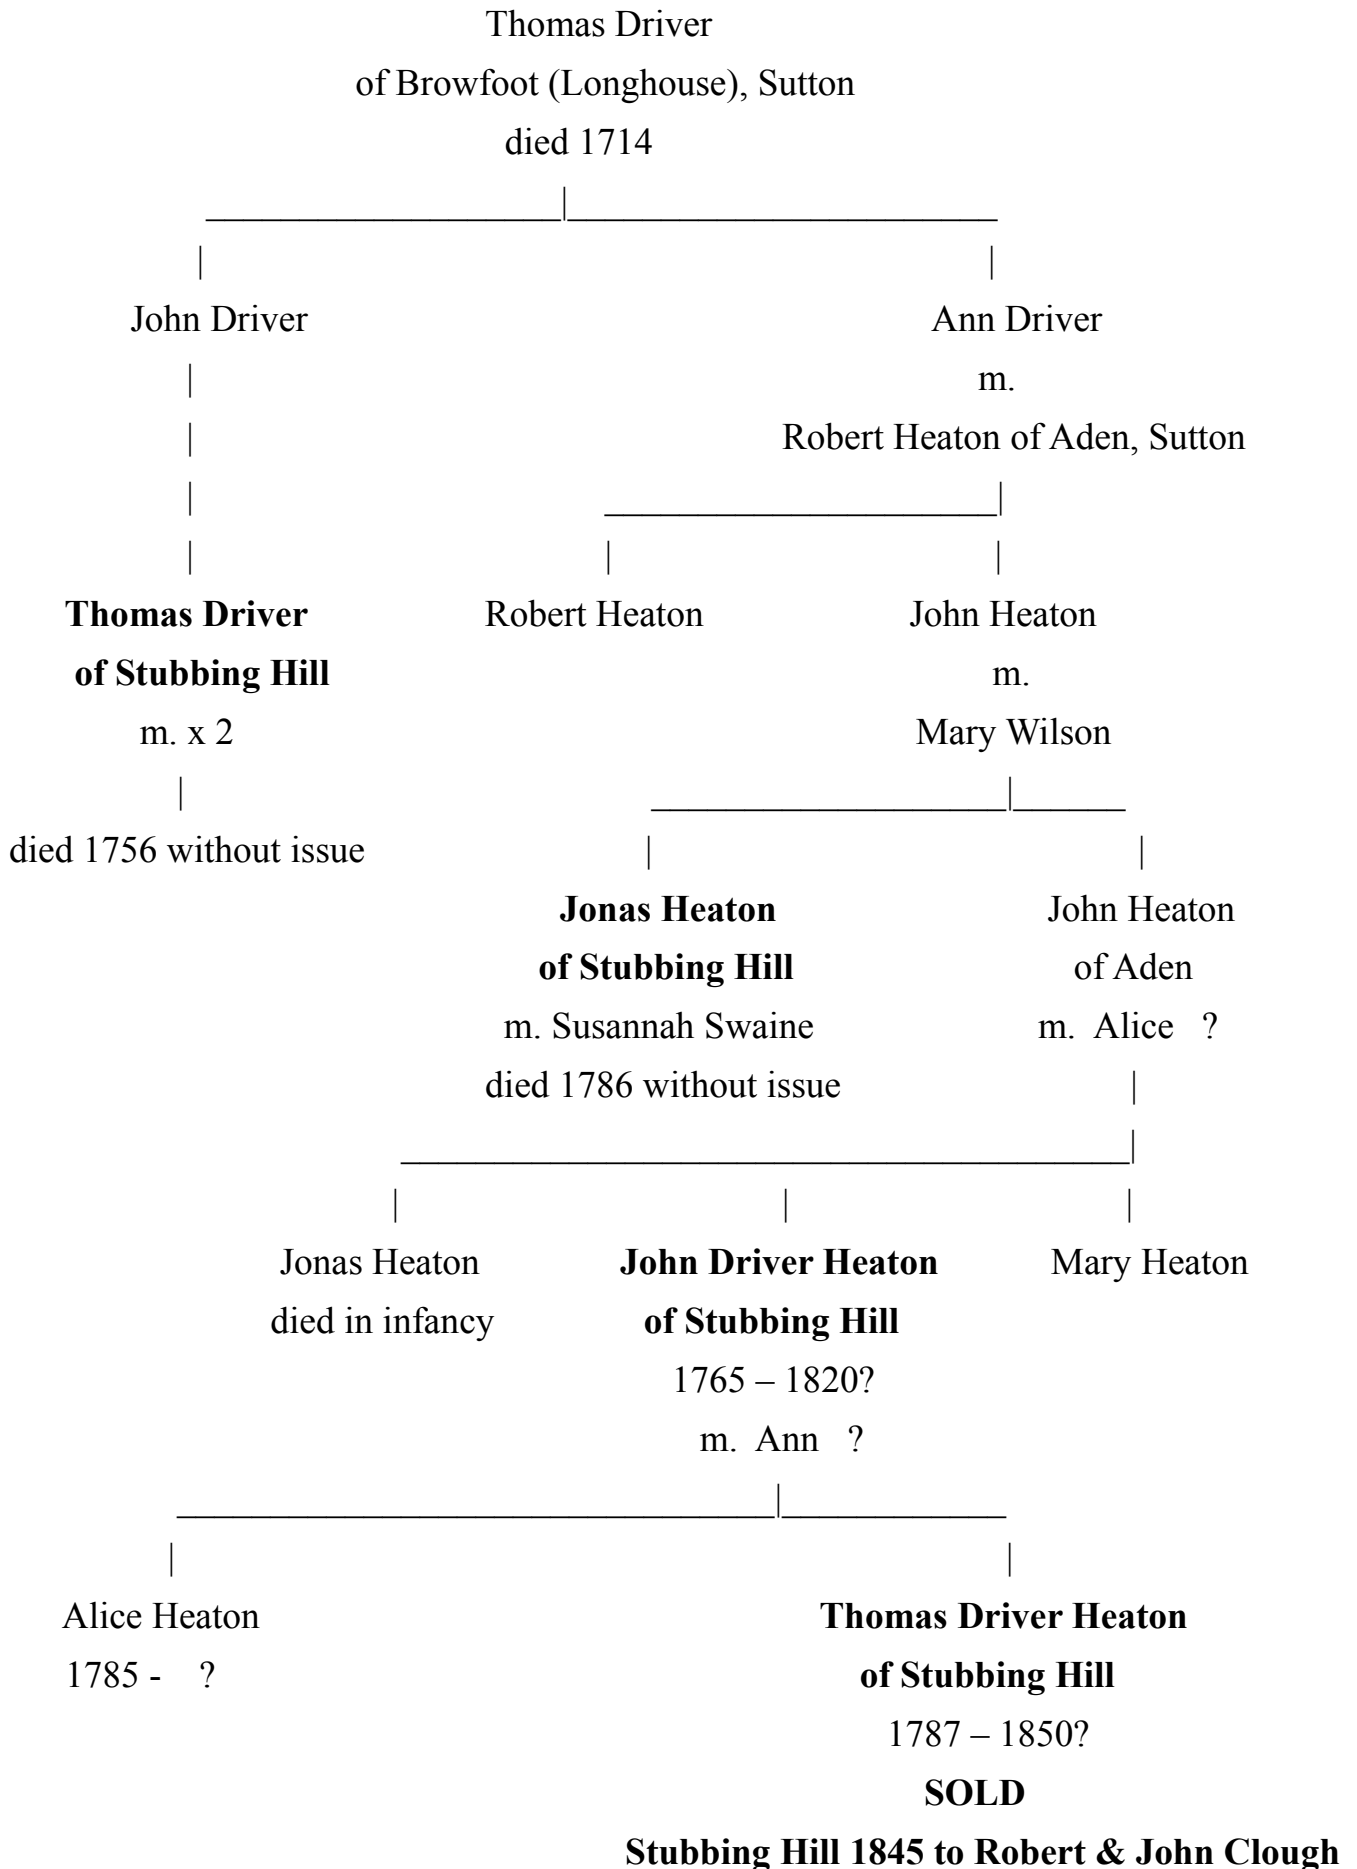 Thomas Driver
of Browfoot (Longhouse), Sutton
died 1714
John Driver
Ann Driver
m.
Robert Heaton of Aden, Sutton
Thomas Driver
of Stubbing Hill
m. x 2
died 1756 without issue
Robert Heaton
John Heaton
m.
Mary Wilson
Jonas Heaton
of Stubbing Hill
m. Susannah Swaine
died 1786 without issue
John Heaton
of Aden
m. Alice ?
Jonas Heaton
died in infancy
John Driver Heaton
of Stubbing Hill
1765 – 1820?
m. Ann ?
Mary Heaton
Alice Heaton
1785 - ?
Thomas Driver Heaton
of Stubbing Hill
1787 – 1850?
SOLD
Stubbing Hill 1845 to Robert & John Clough